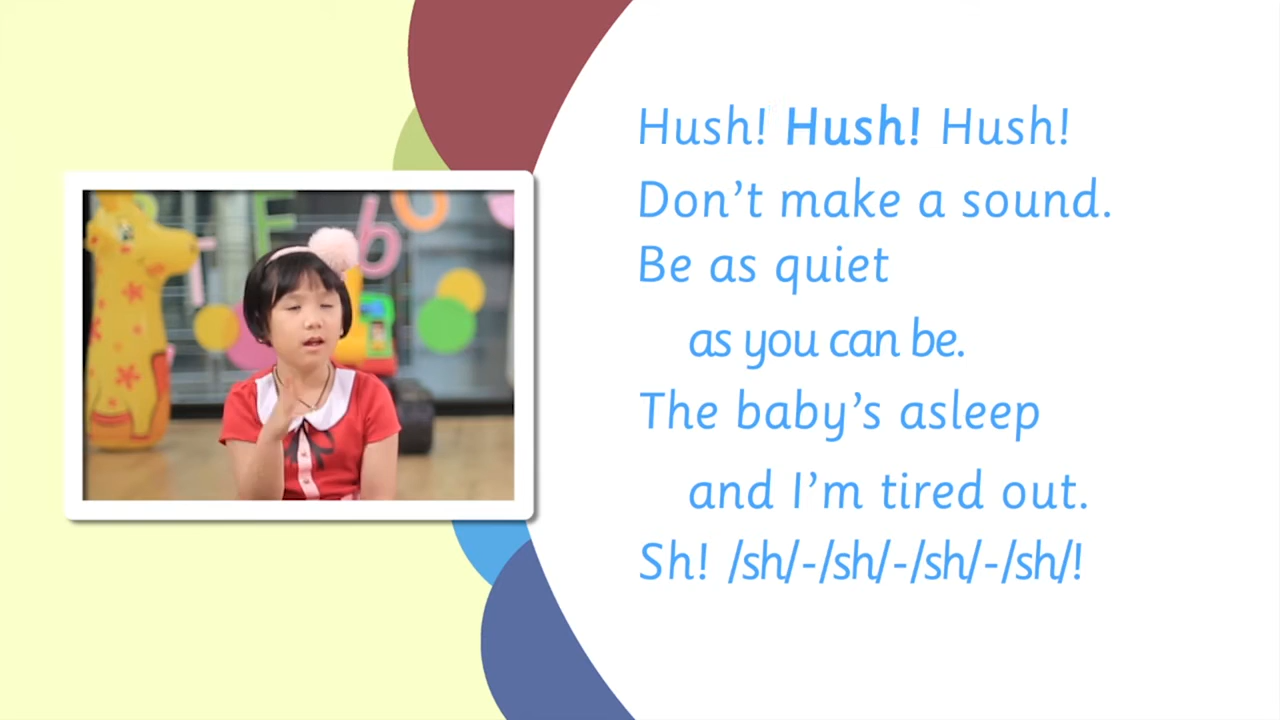 Hush! Hush! Hush!
Don't make a sound.
Be as quiet
as you can be.
The baby's asleep
and I'm tired out.
Sh! /sh/-/sh/-/sh/-/sh/!